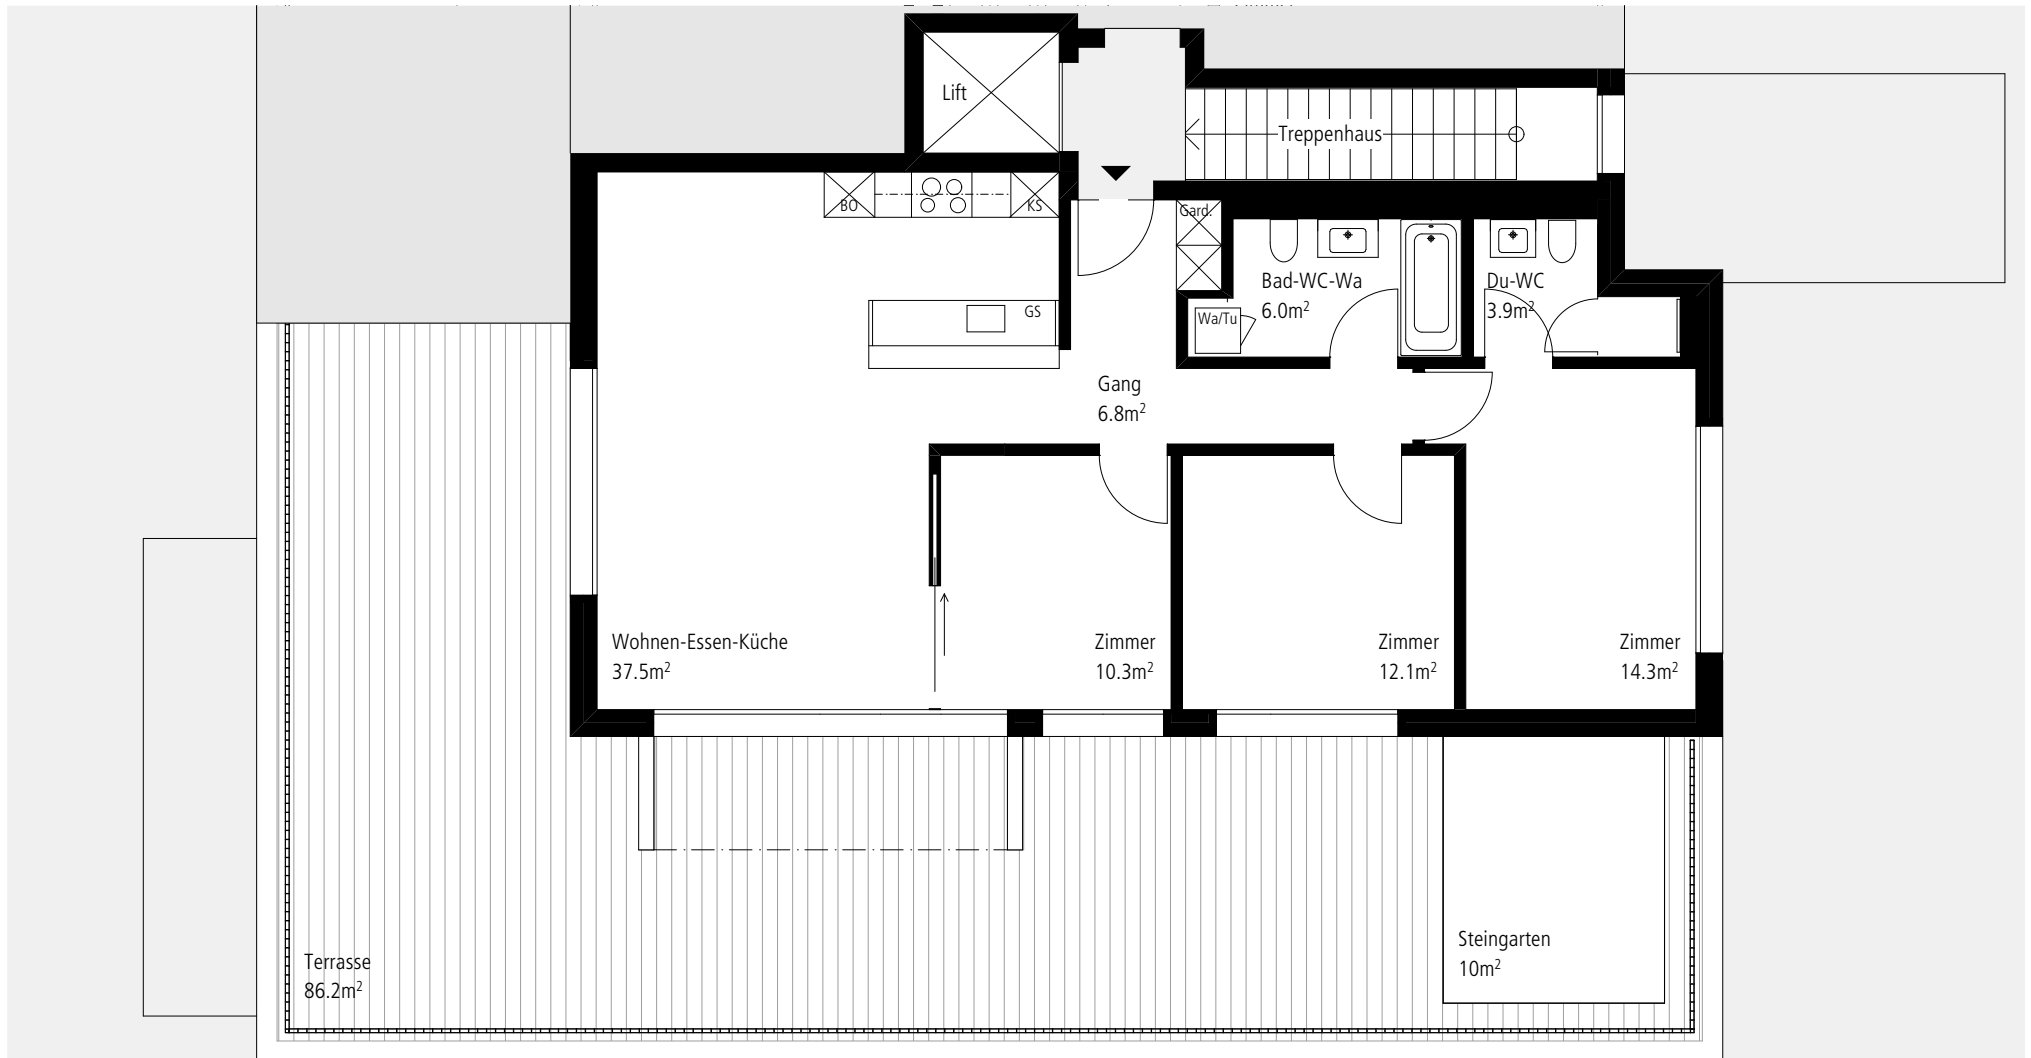 Lift
Treppenhaus
BO
KS
Gard.
GS
Wa/Tu
Bad-WC-Wa
6.0m²
Du-WC
3.9m²
Gang
6.8m²
Wohnen-Essen-Küche
37.5m²
Zimmer
10.3m²
Zimmer
12.1m²
Zimmer
14.3m²
Terrasse
86.2m²
Steingarten
10m²